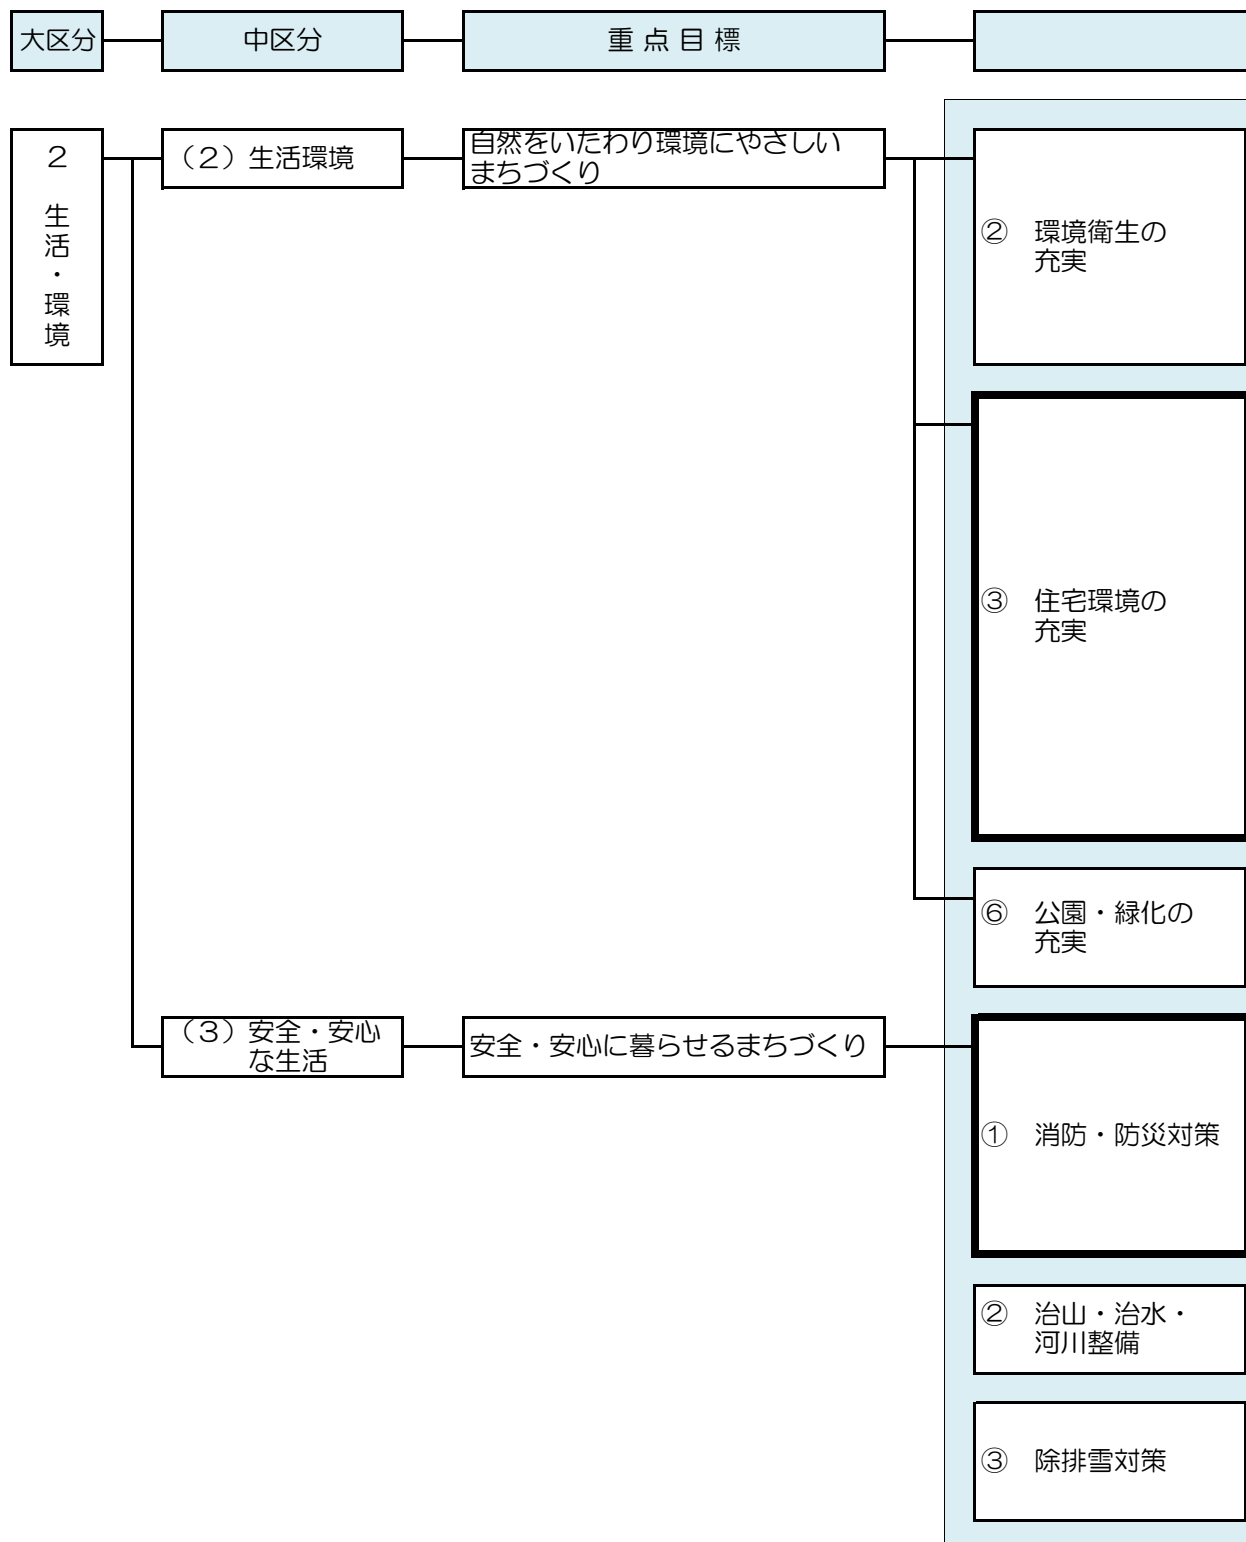 大区分
中区分
重 点 目 標
2
生
活
・
環
境
（２）生活環境
自然をいたわり環境にやさしい
まちづくり
② 環境衛生の
充実
③ 住宅環境の
充実
⑥ 公園・緑化の
充実
（３）安全・安心
な生活
安全・安心に暮らせるまちづくり
① 消防・防災対策
② 治山・治水・
河川整備
③ 除排雪対策